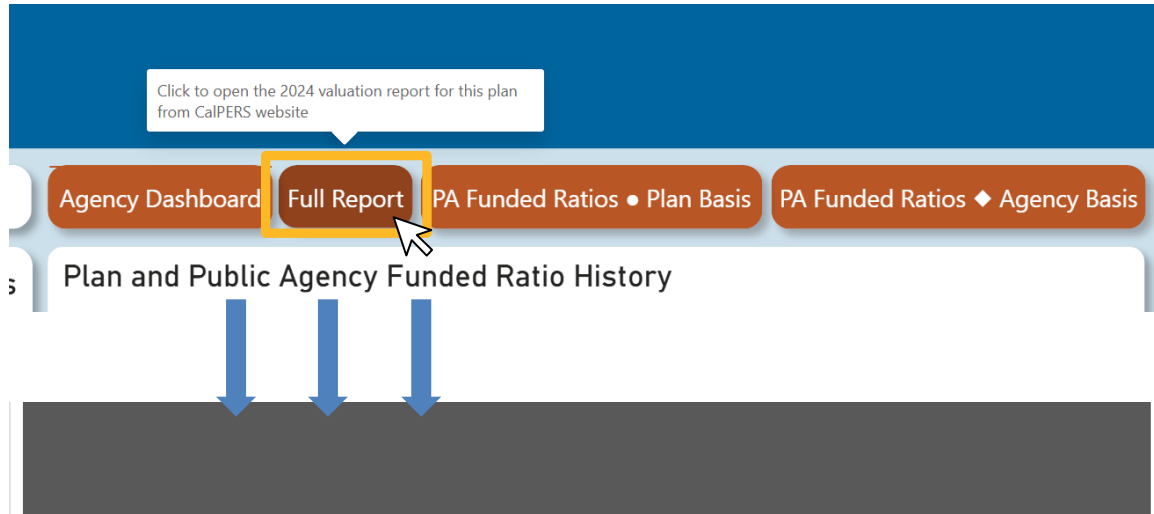 Click to open the 2024 valuation report for this plan
from CalPERS website
Agency Dashboard
Full Report
PA Funded Ratios ● Plan Basis
PA Funded Ratios ◆ Agency Basis
s
Plan and Public Agency Funded Ratio History